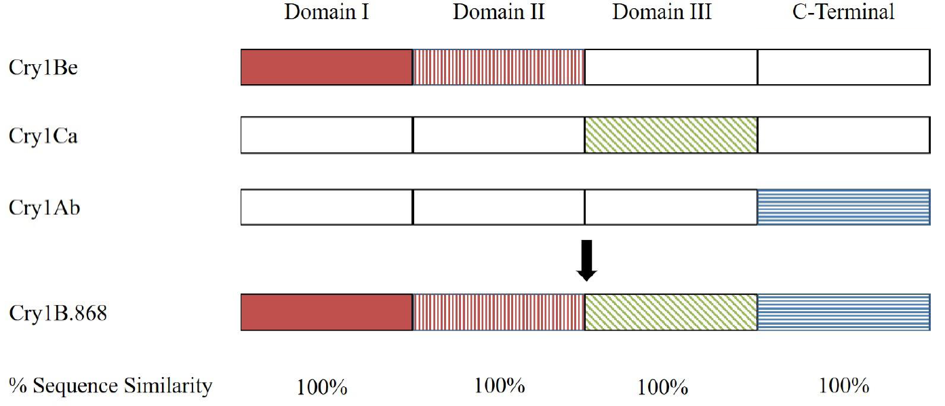 Domain I Domain II Domain III C-Terminal
Cry1Be
Cry1Ca
Cry1Ab
Cry1B.868
% Sequence Similarity 100% 100% 100% 100%